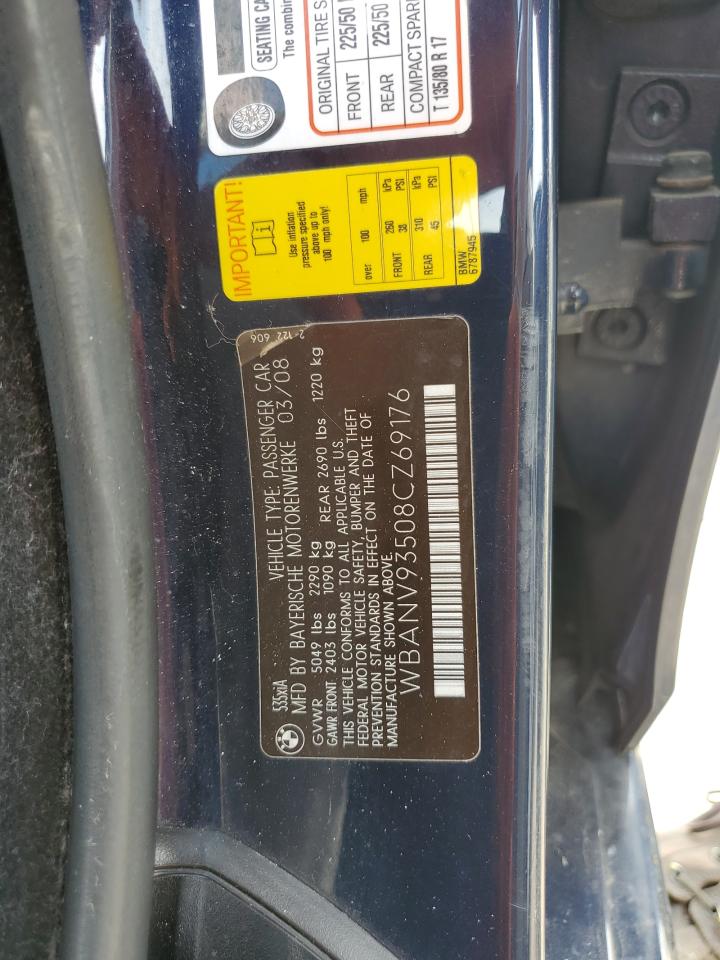 SEATING CA
The combin
ORIGINAL TIRE S
FRONT 225/50
REAR 225/50
COMPACT SPAR
T 135/80 R 17
IMPORTANT!
Use inflation
pressure specified
above up to
100 mph only!
over 100 mph
FRONT 260 kPa
38 PSI
REAR 310 kPa
45 PSI
BMW
6787945
2-122 606
535xiA VEHICLE TYPE: PASSENGER CAR
MFD BY BAYERISCHE MOTORENWERKE 03/08
GVWR 5049 lbs 2290 kg
GAWR FRONT: 2403 lbs 1090 kg REAR 2690 lbs 1220 kg
THIS VEHICLE CONFORMS TO ALL APPLICABLE U.S.
FEDERAL MOTOR VEHICLE SAFETY, BUMPER AND THEFT
PREVENTION STANDARDS IN EFFECT ON THE DATE OF
MANUFACTURE SHOWN ABOVE.
WBANV93508CZ69176